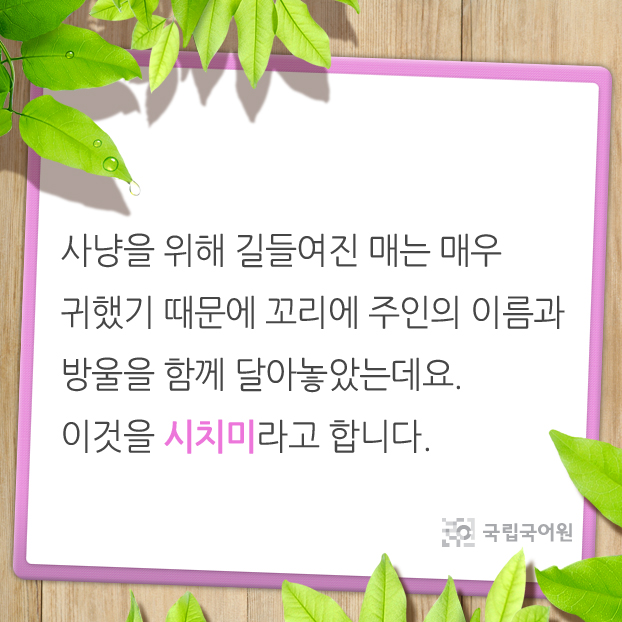 사냥을 위해 길들여진 매는 매우
귀했기 때문에 꼬리에 주인의 이름과
방울을 함께 달아놓았는데요.
이것을 시치미라고 합니다.
국립국어원